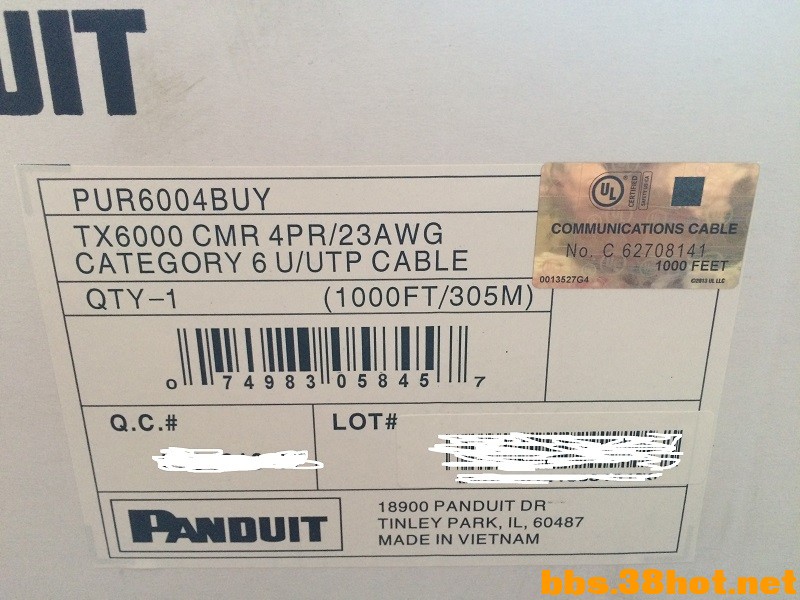 DUIT
PUR6004BUY
TX6000 CMR 4PR/23AWG
CATEGORY 6 U/UTP CABLE
QTY-1 (1000FT/305M)
UL CERTIFIED
COMMUNICATIONS CABLE
No. C 62708141
1000 FEET
0013527G4 ©2013 UL LLC
0 74983 05845 7
Q.C.# LOT#
PANDUIT
18900 PANDUIT DR
TINLEY PARK, IL, 60487
MADE IN VIETNAM
bbs.38hot.net